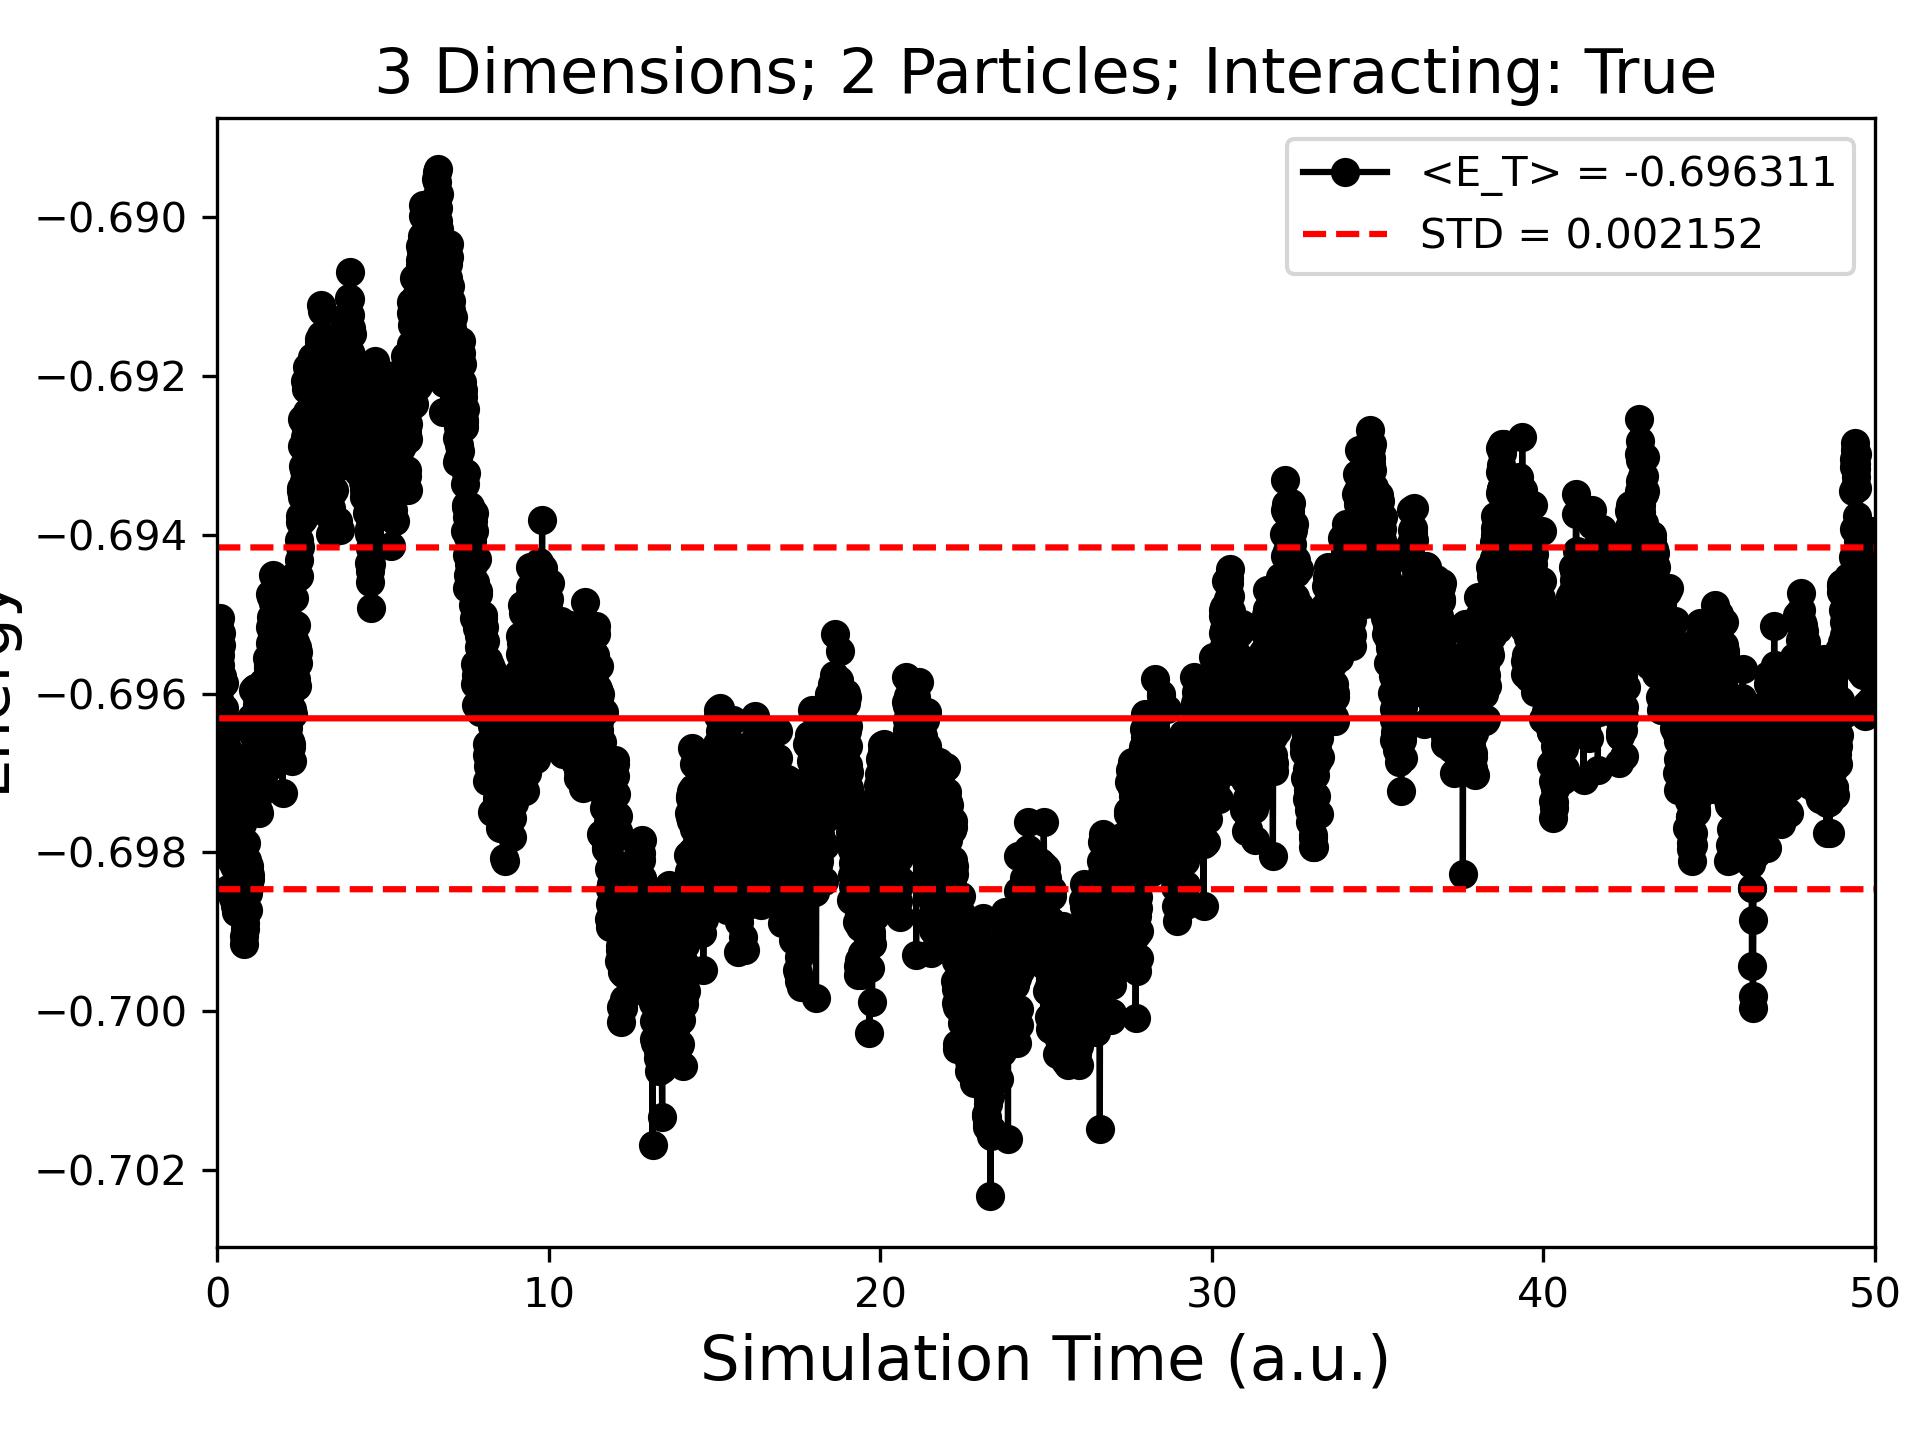 3 Dimensions; 2 Particles; Interacting: True
<E_T> = -0.696311
STD = 0.002152
−0.690
−0.692
−0.694
−0.696
−0.698
−0.700
−0.702
Energy
0 10 20 30 40 50
Simulation Time (a.u.)